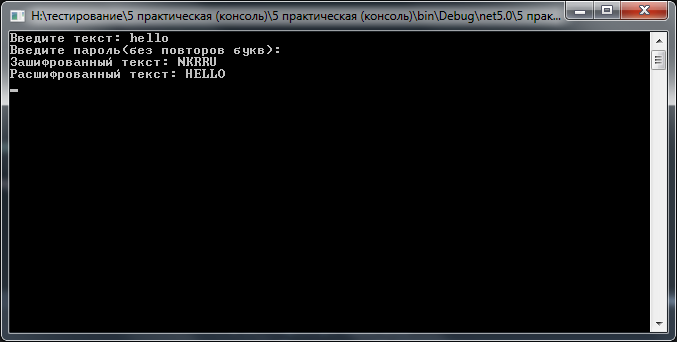 H:\тестирование\5 практическая (консоль)\5 практическая (консоль)\bin\Debug\net5.0\5 прак...
Введите текст: hello
Введите пароль(без повторов букв):
Зашифрованный текст: NKRRU
Расшифрованный текст: HELLO